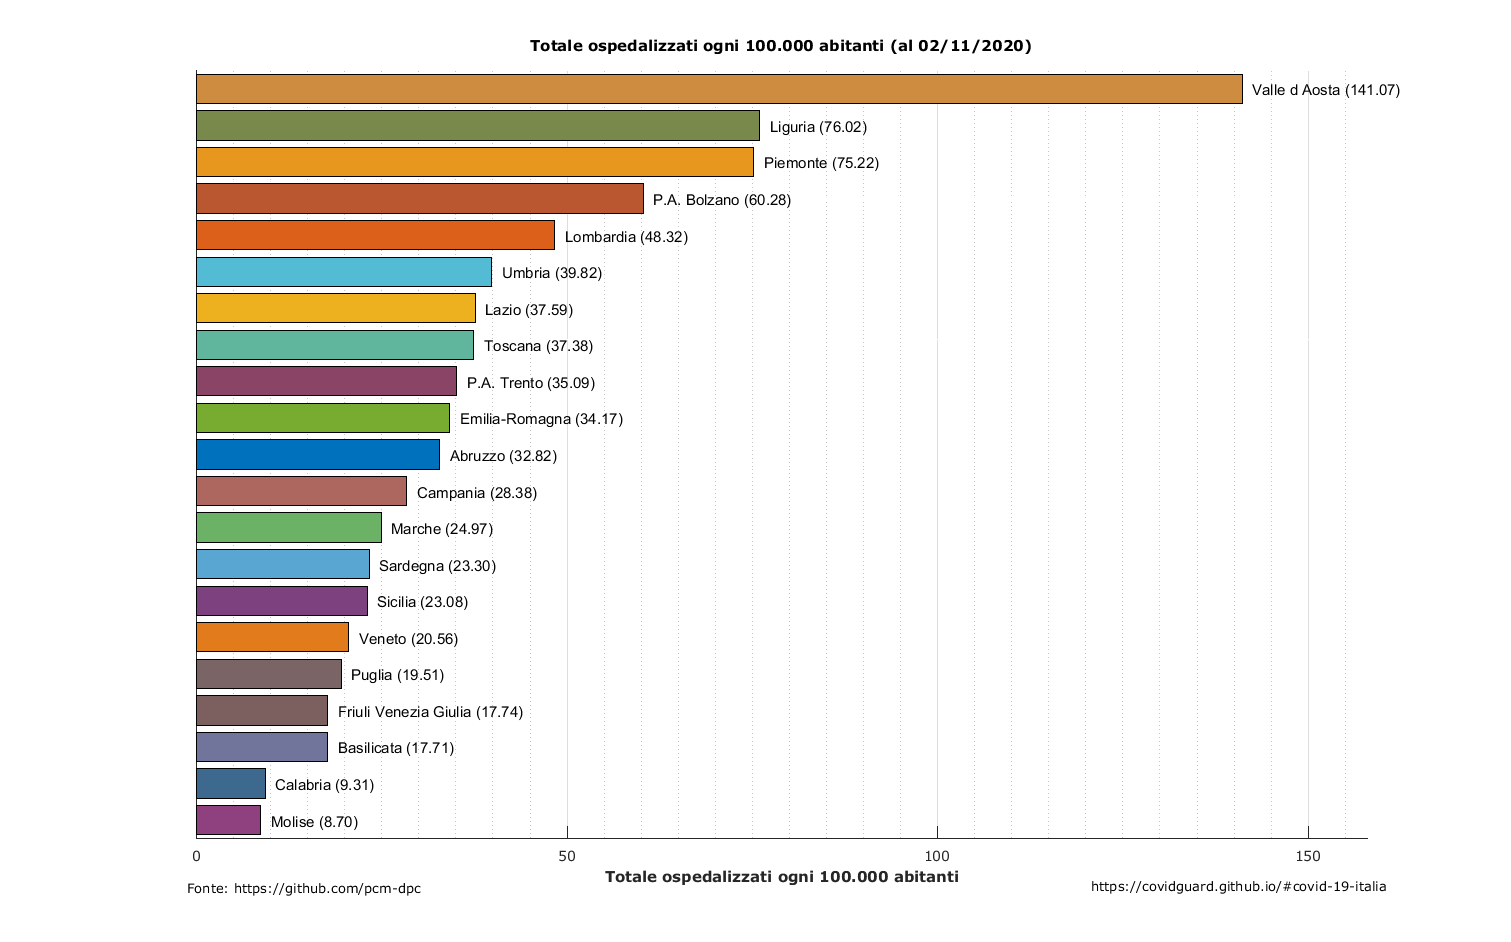 Totale ospedalizzati ogni 100.000 abitanti (al 02/11/2020)
Valle d Aosta (141.07)
Liguria (76.02)
Piemonte (75.22)
P.A. Bolzano (60.28)
Lombardia (48.32)
Umbria (39.82)
Lazio (37.59)
Toscana (37.38)
P.A. Trento (35.09)
Emilia-Romagna (34.17)
Abruzzo (32.82)
Campania (28.38)
Marche (24.97)
Sardegna (23.30)
Sicilia (23.08)
Veneto (20.56)
Puglia (19.51)
Friuli Venezia Giulia (17.74)
Basilicata (17.71)
Calabria (9.31)
Molise (8.70)
0 50 100 150
Totale ospedalizzati ogni 100.000 abitanti
Fonte: https://github.com/pcm-dpc
https://covidguard.github.io/#covid-19-italia